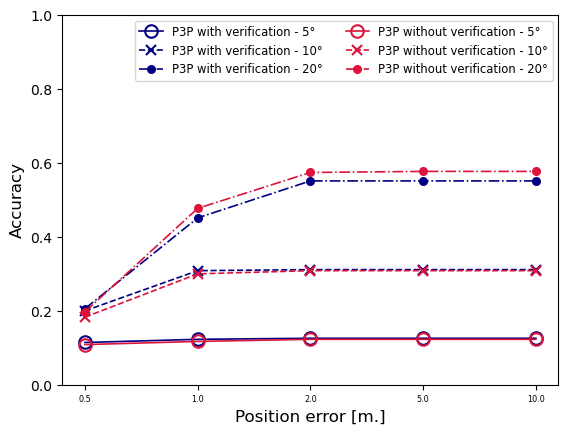 1.0
0.8
0.6
0.4
0.2
0.0
Accuracy
P3P with verification - 5°
P3P with verification - 10°
P3P with verification - 20°
P3P without verification - 5°
P3P without verification - 10°
P3P without verification - 20°
0.5 1.0 2.0 5.0 10.0
Position error [m.]